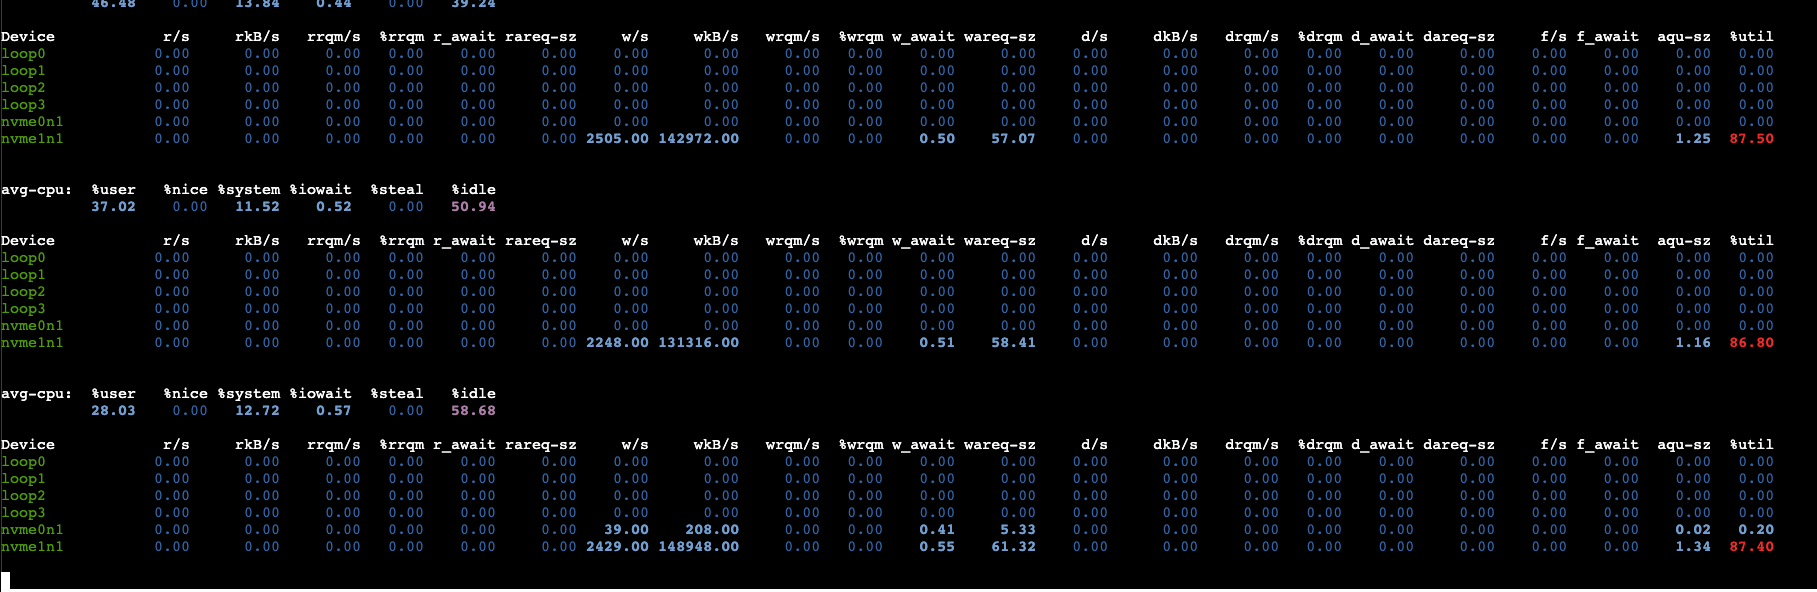 46.48 0.00 13.84 0.44 0.00 39.24
Device r/s rkB/s rrqm/s %rrqm r_await rareq-sz w/s wkB/s wrqm/s %wrqm w_await wareq-sz d/s dkB/s drqm/s %drqm d_await dareq-sz f/s f_await aqu-sz %util
loop0 0.00 0.00 0.00 0.00 0.00 0.00 0.00 0.00 0.00 0.00 0.00 0.00 0.00 0.00 0.00 0.00 0.00 0.00 0.00 0.00 0.00 0.00
loop1 0.00 0.00 0.00 0.00 0.00 0.00 0.00 0.00 0.00 0.00 0.00 0.00 0.00 0.00 0.00 0.00 0.00 0.00 0.00 0.00 0.00 0.00
loop2 0.00 0.00 0.00 0.00 0.00 0.00 0.00 0.00 0.00 0.00 0.00 0.00 0.00 0.00 0.00 0.00 0.00 0.00 0.00 0.00 0.00 0.00
loop3 0.00 0.00 0.00 0.00 0.00 0.00 0.00 0.00 0.00 0.00 0.00 0.00 0.00 0.00 0.00 0.00 0.00 0.00 0.00 0.00 0.00 0.00
nvme0n1 0.00 0.00 0.00 0.00 0.00 0.00 0.00 0.00 0.00 0.00 0.00 0.00 0.00 0.00 0.00 0.00 0.00 0.00 0.00 0.00 0.00 0.00
nvme1n1 0.00 0.00 0.00 0.00 0.00 0.00 2505.00 142972.00 0.00 0.00 0.50 57.07 0.00 0.00 0.00 0.00 0.00 0.00 0.00 0.00 1.25 87.50
avg-cpu: %user %nice %system %iowait %steal %idle
37.02 0.00 11.52 0.52 0.00 50.94
Device r/s rkB/s rrqm/s %rrqm r_await rareq-sz w/s wkB/s wrqm/s %wrqm w_await wareq-sz d/s dkB/s drqm/s %drqm d_await dareq-sz f/s f_await aqu-sz %util
loop0 0.00 0.00 0.00 0.00 0.00 0.00 0.00 0.00 0.00 0.00 0.00 0.00 0.00 0.00 0.00 0.00 0.00 0.00 0.00 0.00 0.00 0.00
loop1 0.00 0.00 0.00 0.00 0.00 0.00 0.00 0.00 0.00 0.00 0.00 0.00 0.00 0.00 0.00 0.00 0.00 0.00 0.00 0.00 0.00 0.00
loop2 0.00 0.00 0.00 0.00 0.00 0.00 0.00 0.00 0.00 0.00 0.00 0.00 0.00 0.00 0.00 0.00 0.00 0.00 0.00 0.00 0.00 0.00
loop3 0.00 0.00 0.00 0.00 0.00 0.00 0.00 0.00 0.00 0.00 0.00 0.00 0.00 0.00 0.00 0.00 0.00 0.00 0.00 0.00 0.00 0.00
nvme0n1 0.00 0.00 0.00 0.00 0.00 0.00 0.00 0.00 0.00 0.00 0.00 0.00 0.00 0.00 0.00 0.00 0.00 0.00 0.00 0.00 0.00 0.00
nvme1n1 0.00 0.00 0.00 0.00 0.00 0.00 2248.00 131316.00 0.00 0.00 0.51 58.41 0.00 0.00 0.00 0.00 0.00 0.00 0.00 0.00 1.16 86.80
avg-cpu: %user %nice %system %iowait %steal %idle
28.03 0.00 12.72 0.57 0.00 58.68
Device r/s rkB/s rrqm/s %rrqm r_await rareq-sz w/s wkB/s wrqm/s %wrqm w_await wareq-sz d/s dkB/s drqm/s %drqm d_await dareq-sz f/s f_await aqu-sz %util
loop0 0.00 0.00 0.00 0.00 0.00 0.00 0.00 0.00 0.00 0.00 0.00 0.00 0.00 0.00 0.00 0.00 0.00 0.00 0.00 0.00 0.00 0.00
loop1 0.00 0.00 0.00 0.00 0.00 0.00 0.00 0.00 0.00 0.00 0.00 0.00 0.00 0.00 0.00 0.00 0.00 0.00 0.00 0.00 0.00 0.00
loop2 0.00 0.00 0.00 0.00 0.00 0.00 0.00 0.00 0.00 0.00 0.00 0.00 0.00 0.00 0.00 0.00 0.00 0.00 0.00 0.00 0.00 0.00
loop3 0.00 0.00 0.00 0.00 0.00 0.00 0.00 0.00 0.00 0.00 0.00 0.00 0.00 0.00 0.00 0.00 0.00 0.00 0.00 0.00 0.00 0.00
nvme0n1 0.00 0.00 0.00 0.00 0.00 0.00 39.00 208.00 0.00 0.00 0.41 5.33 0.00 0.00 0.00 0.00 0.00 0.00 0.00 0.00 0.02 0.20
nvme1n1 0.00 0.00 0.00 0.00 0.00 0.00 2429.00 148948.00 0.00 0.00 0.55 61.32 0.00 0.00 0.00 0.00 0.00 0.00 0.00 0.00 1.34 87.40